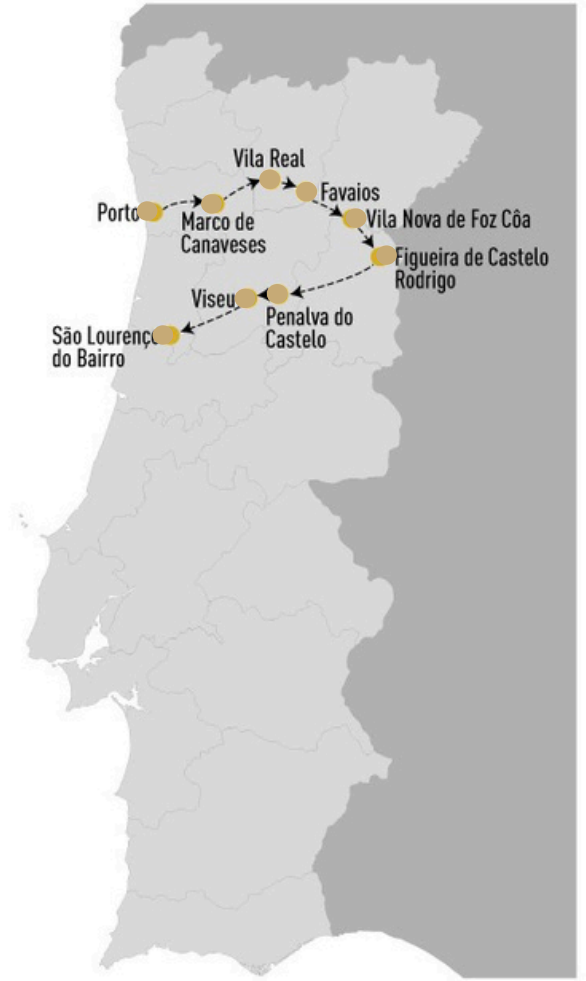 Vila Real
Favaios
Porto
Marco de
Canaveses
Vila Nova de Foz Côa
Figueira de Castelo
Rodrigo
Viseu
Penalva do
Castelo
São Lourenço
do Bairro